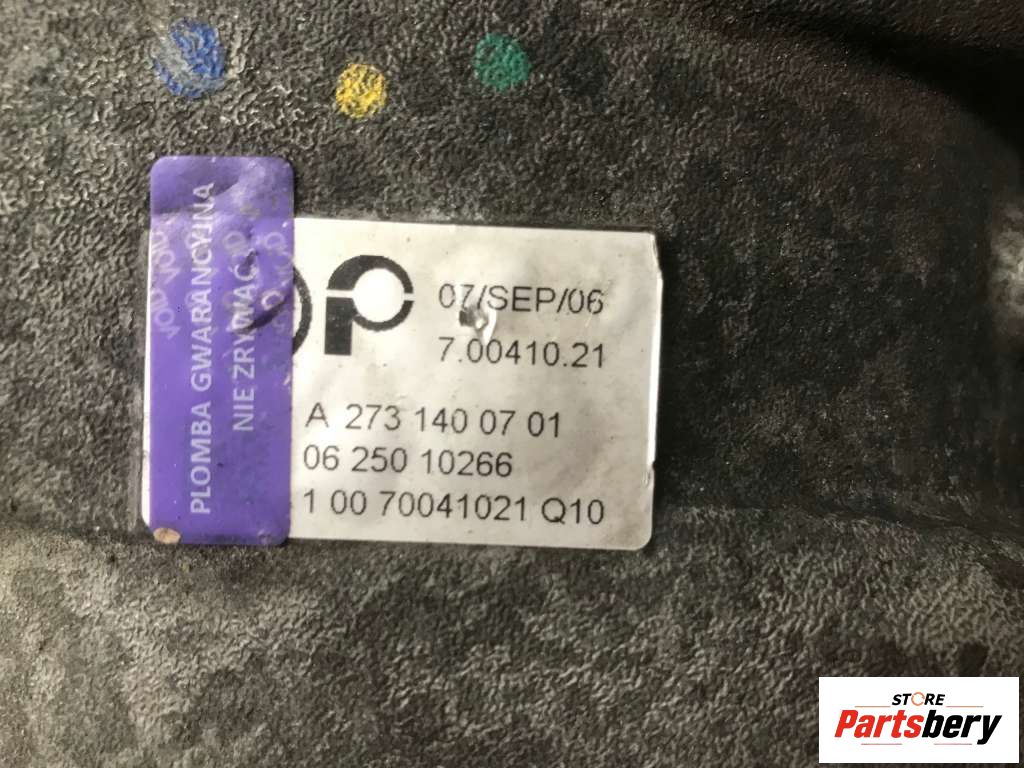 PLOMBA GWARANCYJNA
NIE ZRYWAĆ
07/SEP/06
7.00410.21
A 273 140 07 01
06 250 10266
1 00 70041021 Q10
STORE
Partsbery